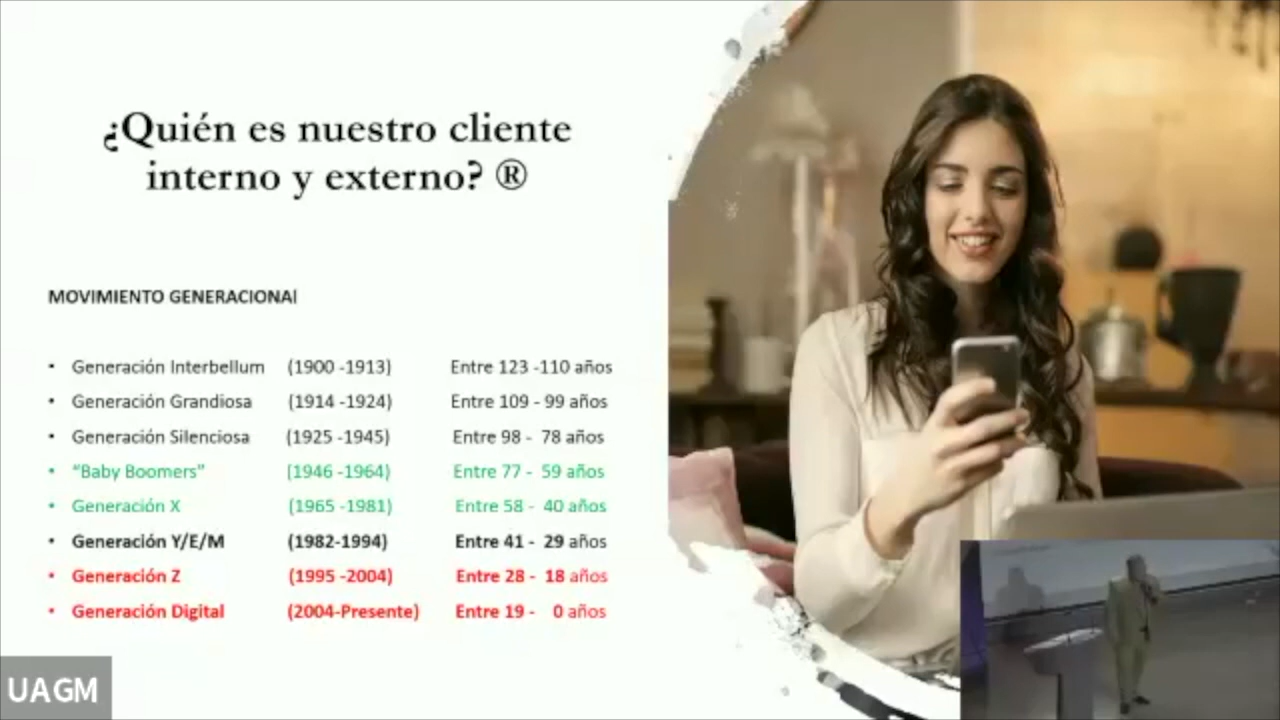 ¿Quién es nuestro cliente
interno y externo? ®
MOVIMIENTO GENERACIONAl
• Generación Interbellum (1900 -1913) Entre 123 -110 años
• Generación Grandiosa (1914 -1924) Entre 109 - 99 años
• Generación Silenciosa (1925 -1945) Entre 98 - 78 años
• “Baby Boomers” (1946 -1964) Entre 77 - 59 años
• Generación X (1965 -1981) Entre 58 - 40 años
• Generación Y/E/M (1982-1994) Entre 41 - 29 años
• Generación Z (1995 -2004) Entre 28 - 18 años
• Generación Digital (2004-Presente) Entre 19 - 0 años
UAGM